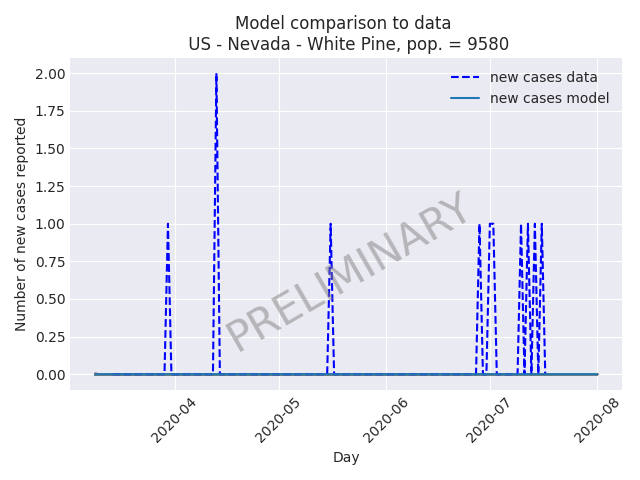 Model comparison to data
US - Nevada - White Pine, pop. = 9580
new cases data
new cases model
2.00
1.75
1.50
1.25
1.00
0.75
0.50
0.25
0.00
Number of new cases reported
PRELIMINARY
2020-04
2020-05
2020-06
2020-07
2020-08
Day